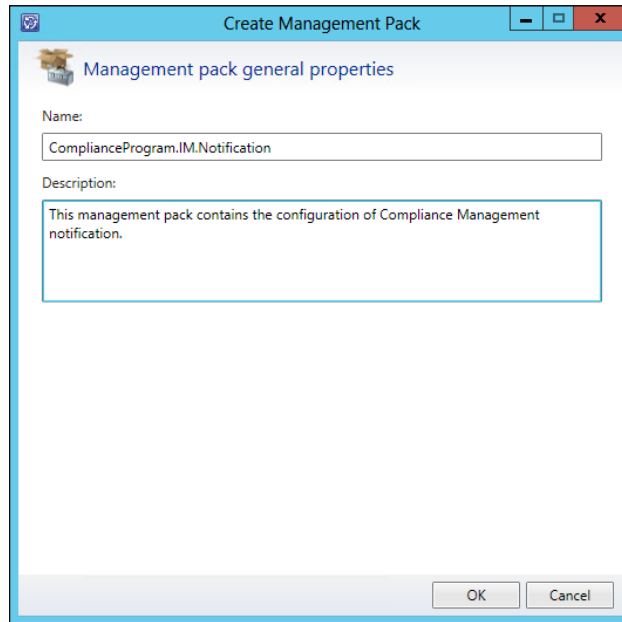 Create Management Pack
Management pack general properties
Name:
ComplianceProgram.IM.Notification
Description:
This management pack contains the configuration of Compliance Management
notification.
OK
Cancel